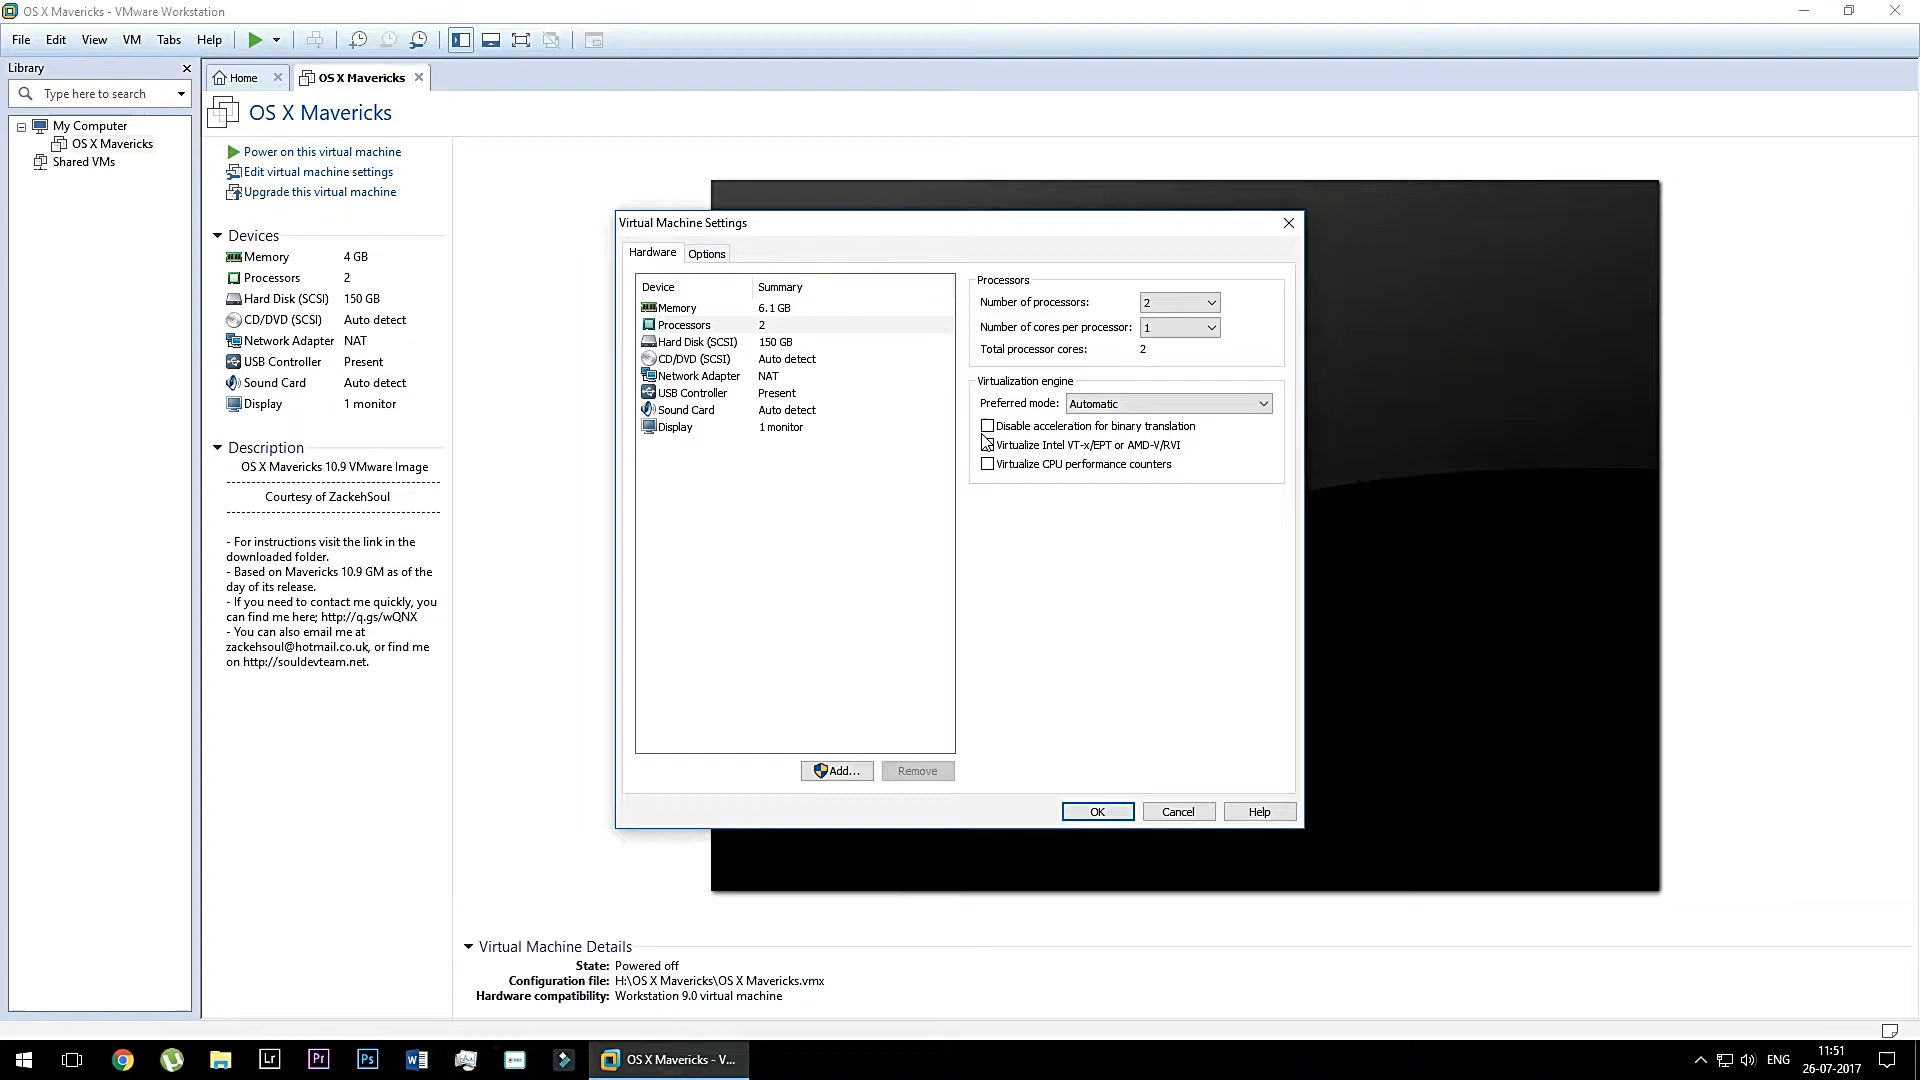 OS X Mavericks - VMware Workstation
File Edit View VM Tabs Help
Library
Type here to search
My Computer
OS X Mavericks
Shared VMs
Home
OS X Mavericks
OS X Mavericks
Power on this virtual machine
Edit virtual machine settings
Upgrade this virtual machine
Devices
Memory 4 GB
Processors 2
Hard Disk (SCSI) 150 GB
CD/DVD (SCSI) Auto detect
Network Adapter NAT
USB Controller Present
Sound Card Auto detect
Display 1 monitor
Description
OS X Mavericks 10.9 VMware Image
----------------------------------------------------
Courtesy of ZackehSoul
----------------------------------------------------
- For instructions visit the link in the
downloaded folder.
- Based on Mavericks 10.9 GM as of the
day of its release.
- If you need to contact me quickly, you
can find me here; http://q.gs/wQNX
- You can also email me at
zackehsoul@hotmail.co.uk, or find me
on http://souldevteam.net.
Virtual Machine Settings
Hardware Options
Device Summary
Memory 6.1 GB
Processors 2
Hard Disk (SCSI) 150 GB
CD/DVD (SCSI) Auto detect
Network Adapter NAT
USB Controller Present
Sound Card Auto detect
Display 1 monitor
Add... Remove
Processors
Number of processors: 2
Number of cores per processor: 1
Total processor cores: 2
Virtualization engine
Preferred mode: Automatic
Disable acceleration for binary translation
Virtualize Intel VT-x/EPT or AMD-V/RVI
Virtualize CPU performance counters
OK Cancel Help
Virtual Machine Details
State: Powered off
Configuration file: H:\OS X Mavericks\OS X Mavericks.vmx
Hardware compatibility: Workstation 9.0 virtual machine
Lr Pr Ps
OS X Mavericks - V...
ENG
11:51
26-07-2017